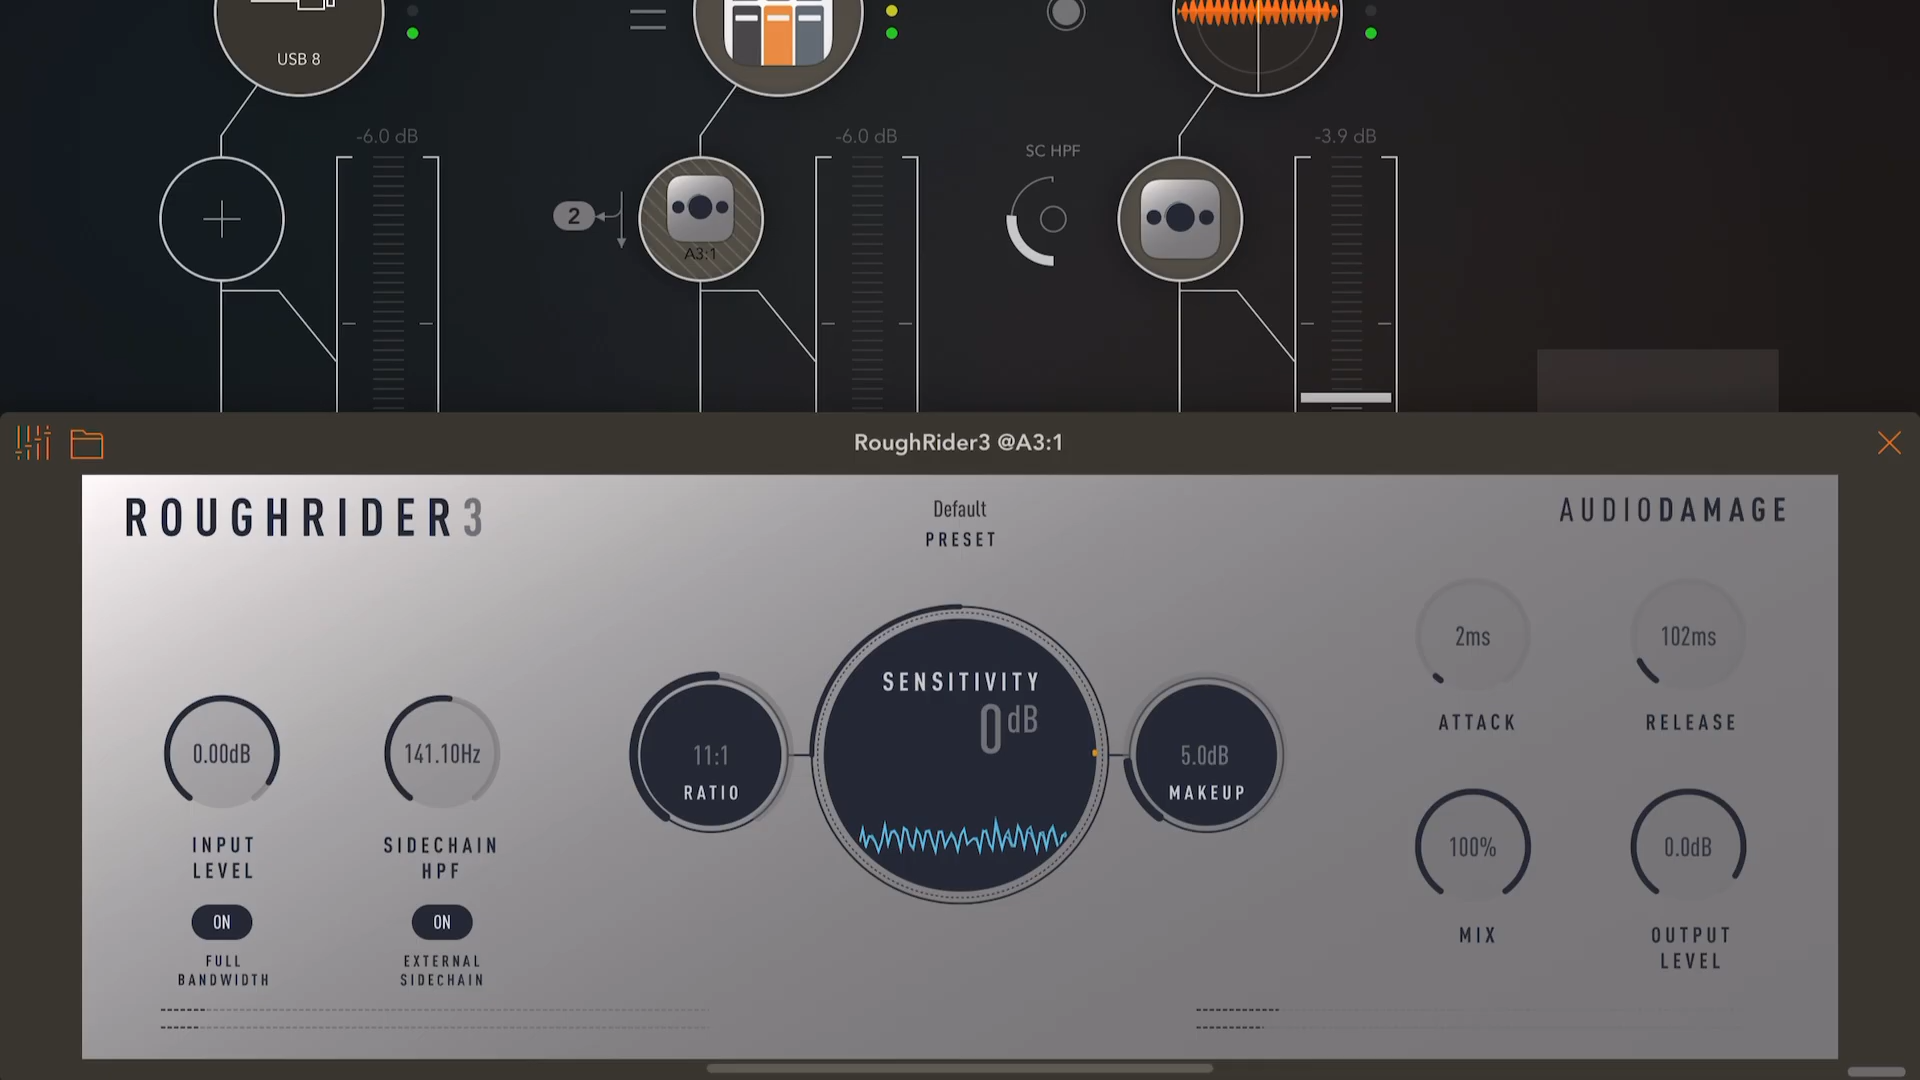 USB 8
-6.0 dB
-6.0 dB
-3.9 dB
SC HPF
2
A3:1
RoughRider3 @A3:1
ROUGHRIDER3
Default
PRESET
AUDIODAMAGE
2ms
102ms
ATTACK
RELEASE
SENSITIVITY
0dB
0.00dB
141.10Hz
11:1
RATIO
5.0dB
MAKEUP
INPUT
LEVEL
SIDECHAIN
HPF
100%
0.0dB
MIX
OUTPUT
LEVEL
ON
ON
FULL
BANDWIDTH
EXTERNAL
SIDECHAIN